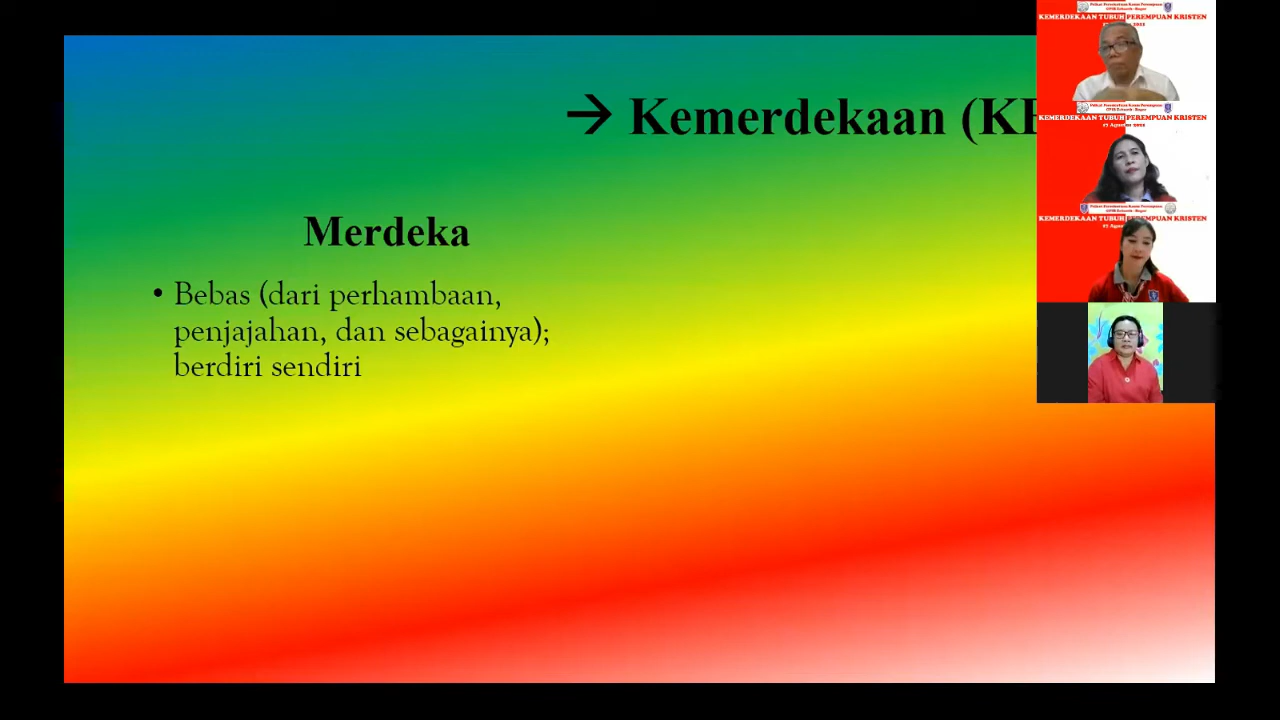 → Kemerdekaan (KB
Merdeka
• Bebas (dari perhambaan,
penjajahan, dan sebagainya);
berdiri sendiri
KEMERDEKAAN TUBUH PEREMPUAN KRISTEN
KEMERDEKAAN TUBUH PEREMPUAN KRISTEN
KEMERDEKAAN TUBUH PEREMPUAN KRISTEN